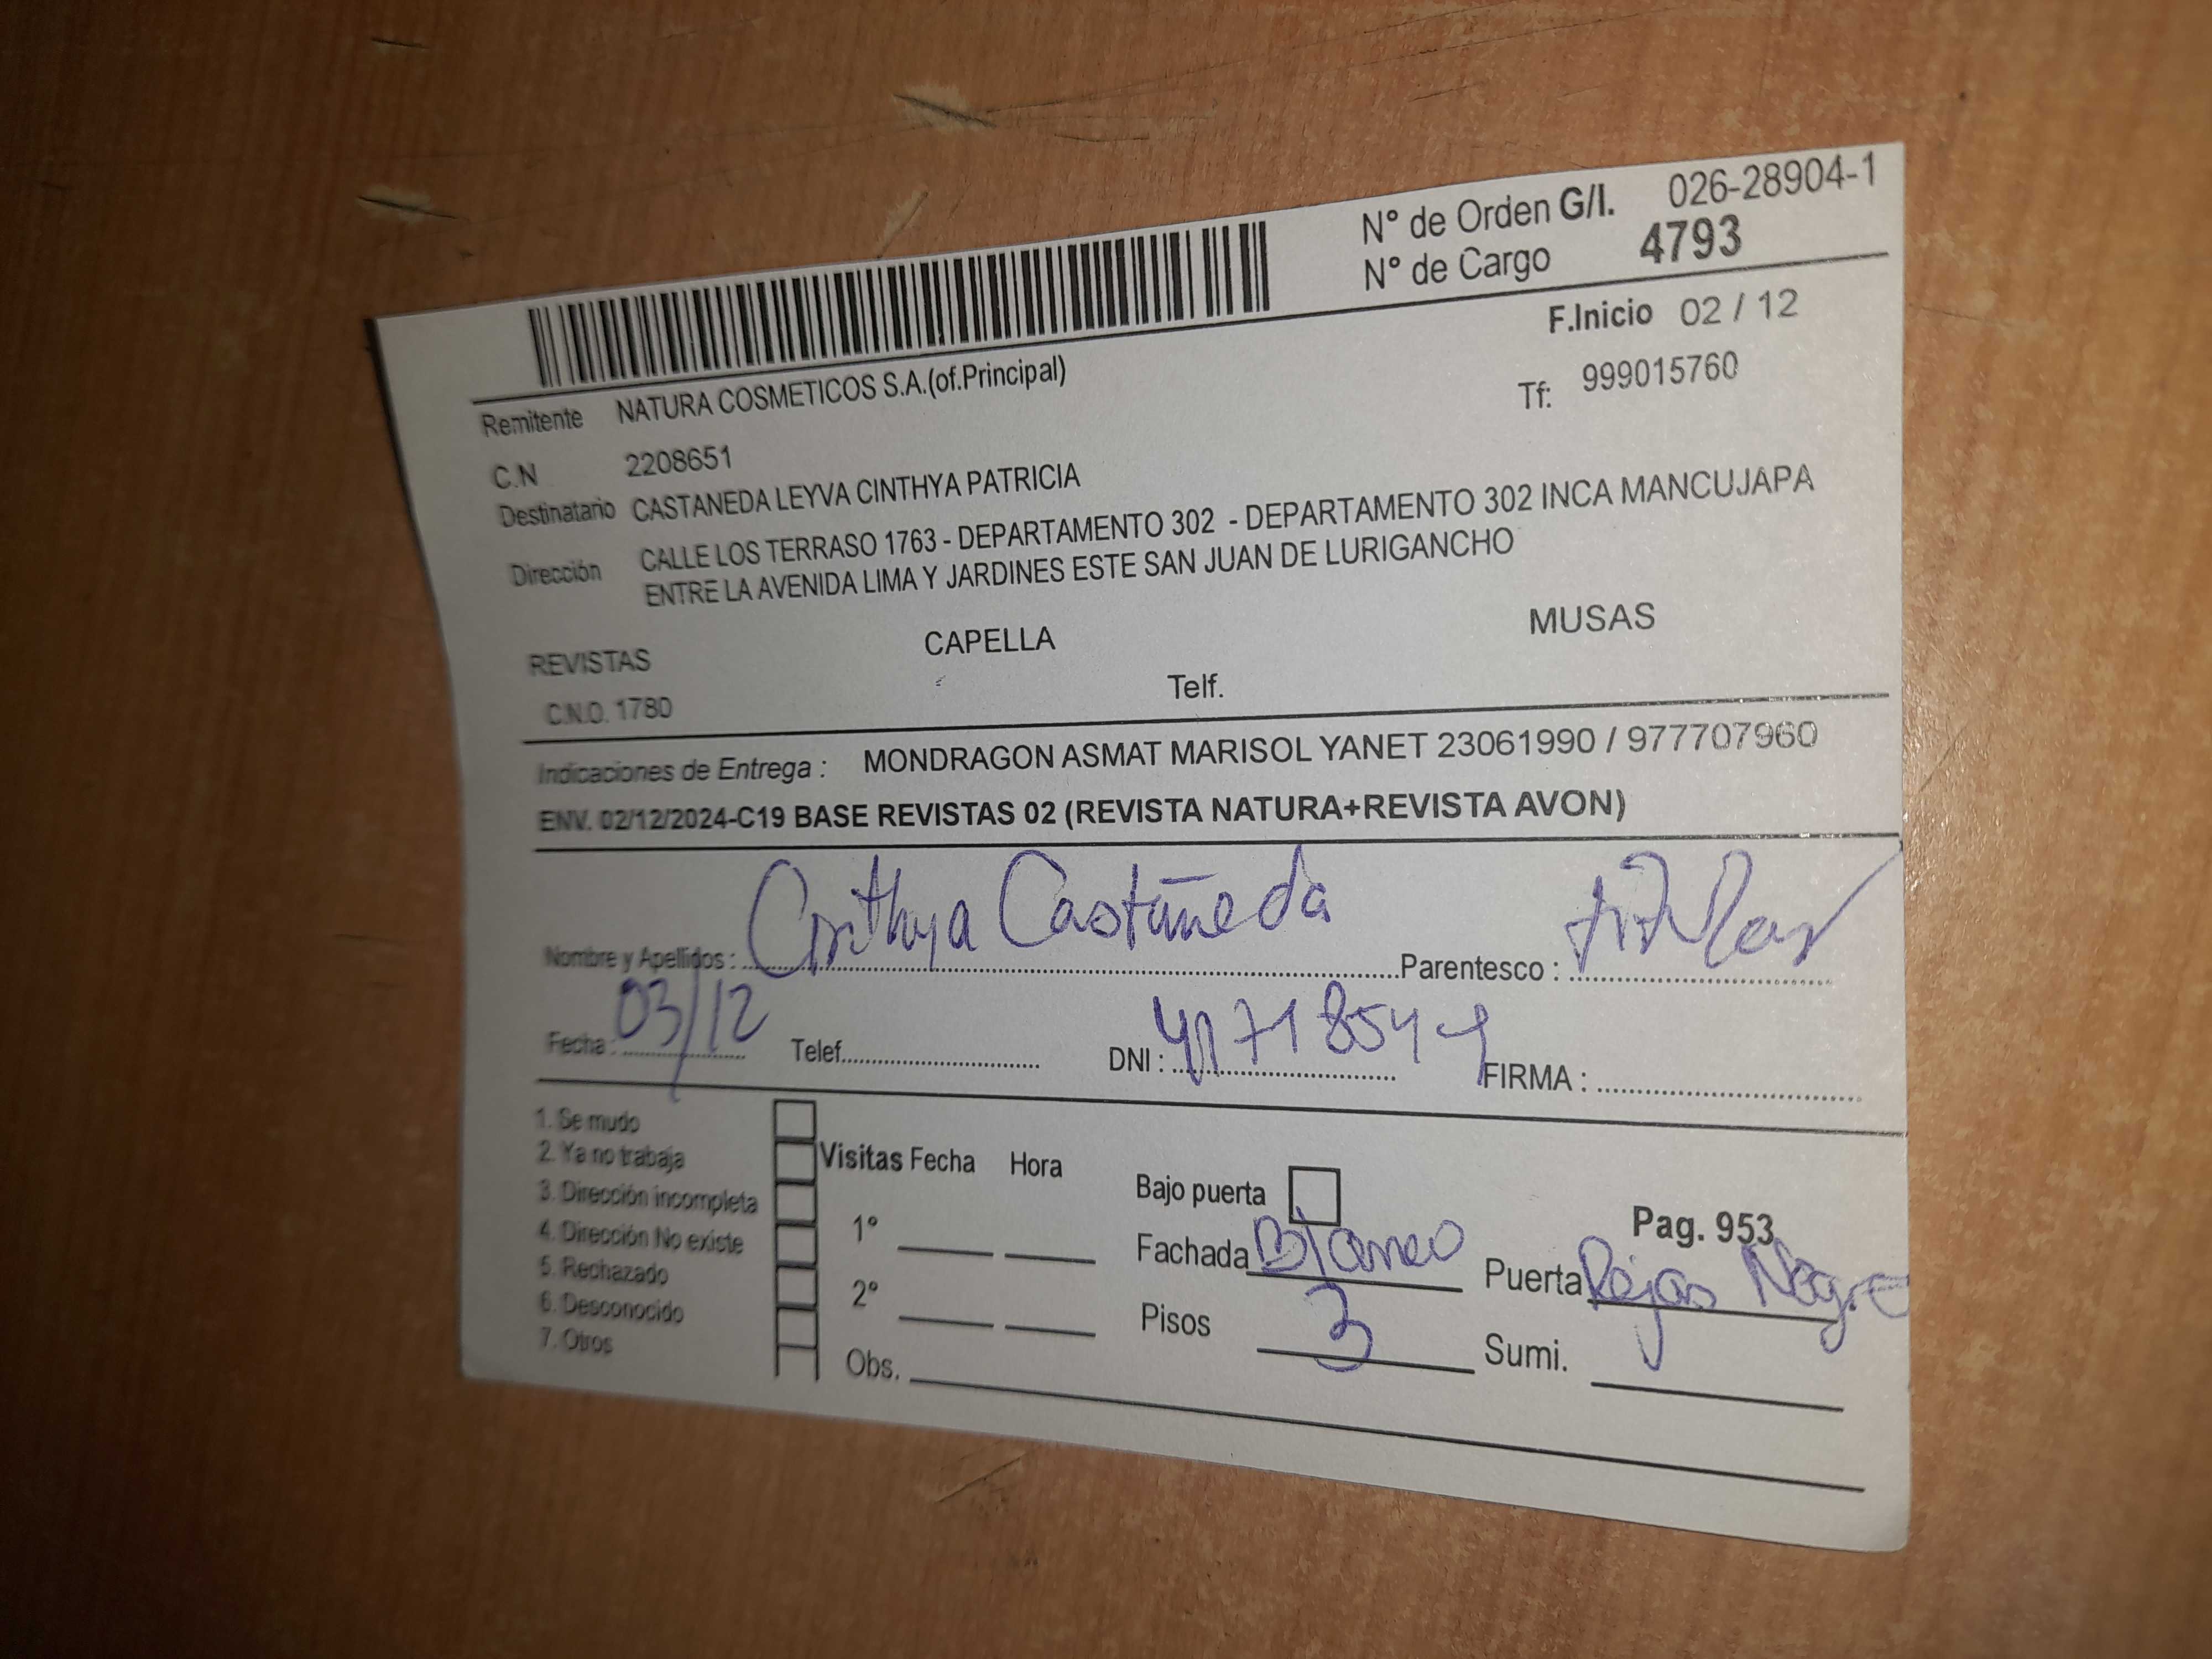 N° de Orden G/I. 026-28904-1
N° de Cargo 4793
F.Inicio 02 / 12
Remitente NATURA COSMETICOS S.A.(of.Principal)
Tf: 999015760
C.N 2208651
Destinatario CASTANEDA LEYVA CINTHYA PATRICIA
Dirección CALLE LOS TERRASO 1763 - DEPARTAMENTO 302 - DEPARTAMENTO 302 INCA MANCUJAPA
ENTRE LA AVENIDA LIMA Y JARDINES ESTE SAN JUAN DE LURIGANCHO
REVISTAS CAPELLA MUSAS
C.N.O. 1780 Telf.
Indicaciones de Entrega : MONDRAGON ASMAT MARISOL YANET 23061990 / 977707960
ENV. 02/12/2024-C19 BASE REVISTAS 02 (REVISTA NATURA+REVISTA AVON)
Nombre y Apellidos : Cinthya Castañeda Parentesco : titular
Fecha : 03/12 Telef. DNI : FIRMA :
1. Se mudo
2. Ya no trabaja
3. Dirección incompleta
4. Dirección No existe
5. Rechazado
6. Desconocido
7. Otros
Visitas Fecha Hora
1°
2°
Obs.
Bajo puerta
Pag. 953
Fachada Blanco Puerta Rejas Negre
Pisos 3 Sumi.